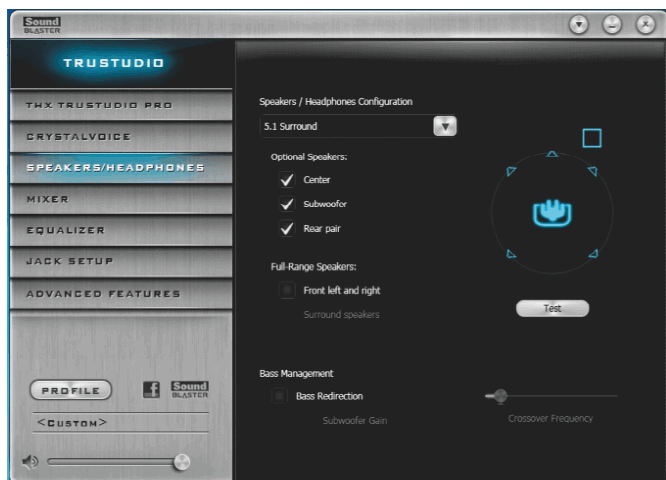 Sound
BLASTER
TRUSTUDIO
THX TRUSTUDIO PRO
CRYSTALVOICE
SPEAKERS/HEADPHONES
MIXER
EQUALIZER
JACK SETUP
ADVANCED FEATURES
PROFILE
f
Sound
BLASTER
<CUSTOM>
Speakers / Headphones Configuration
5.1 Surround
Optional Speakers:
Center
Subwoofor
Rear pair
Full-Range Speakers:
Front left and right
Surround speakers
Test
Bass Management
Bass Redirection
Subwoofer Gain
Crossover Frequency